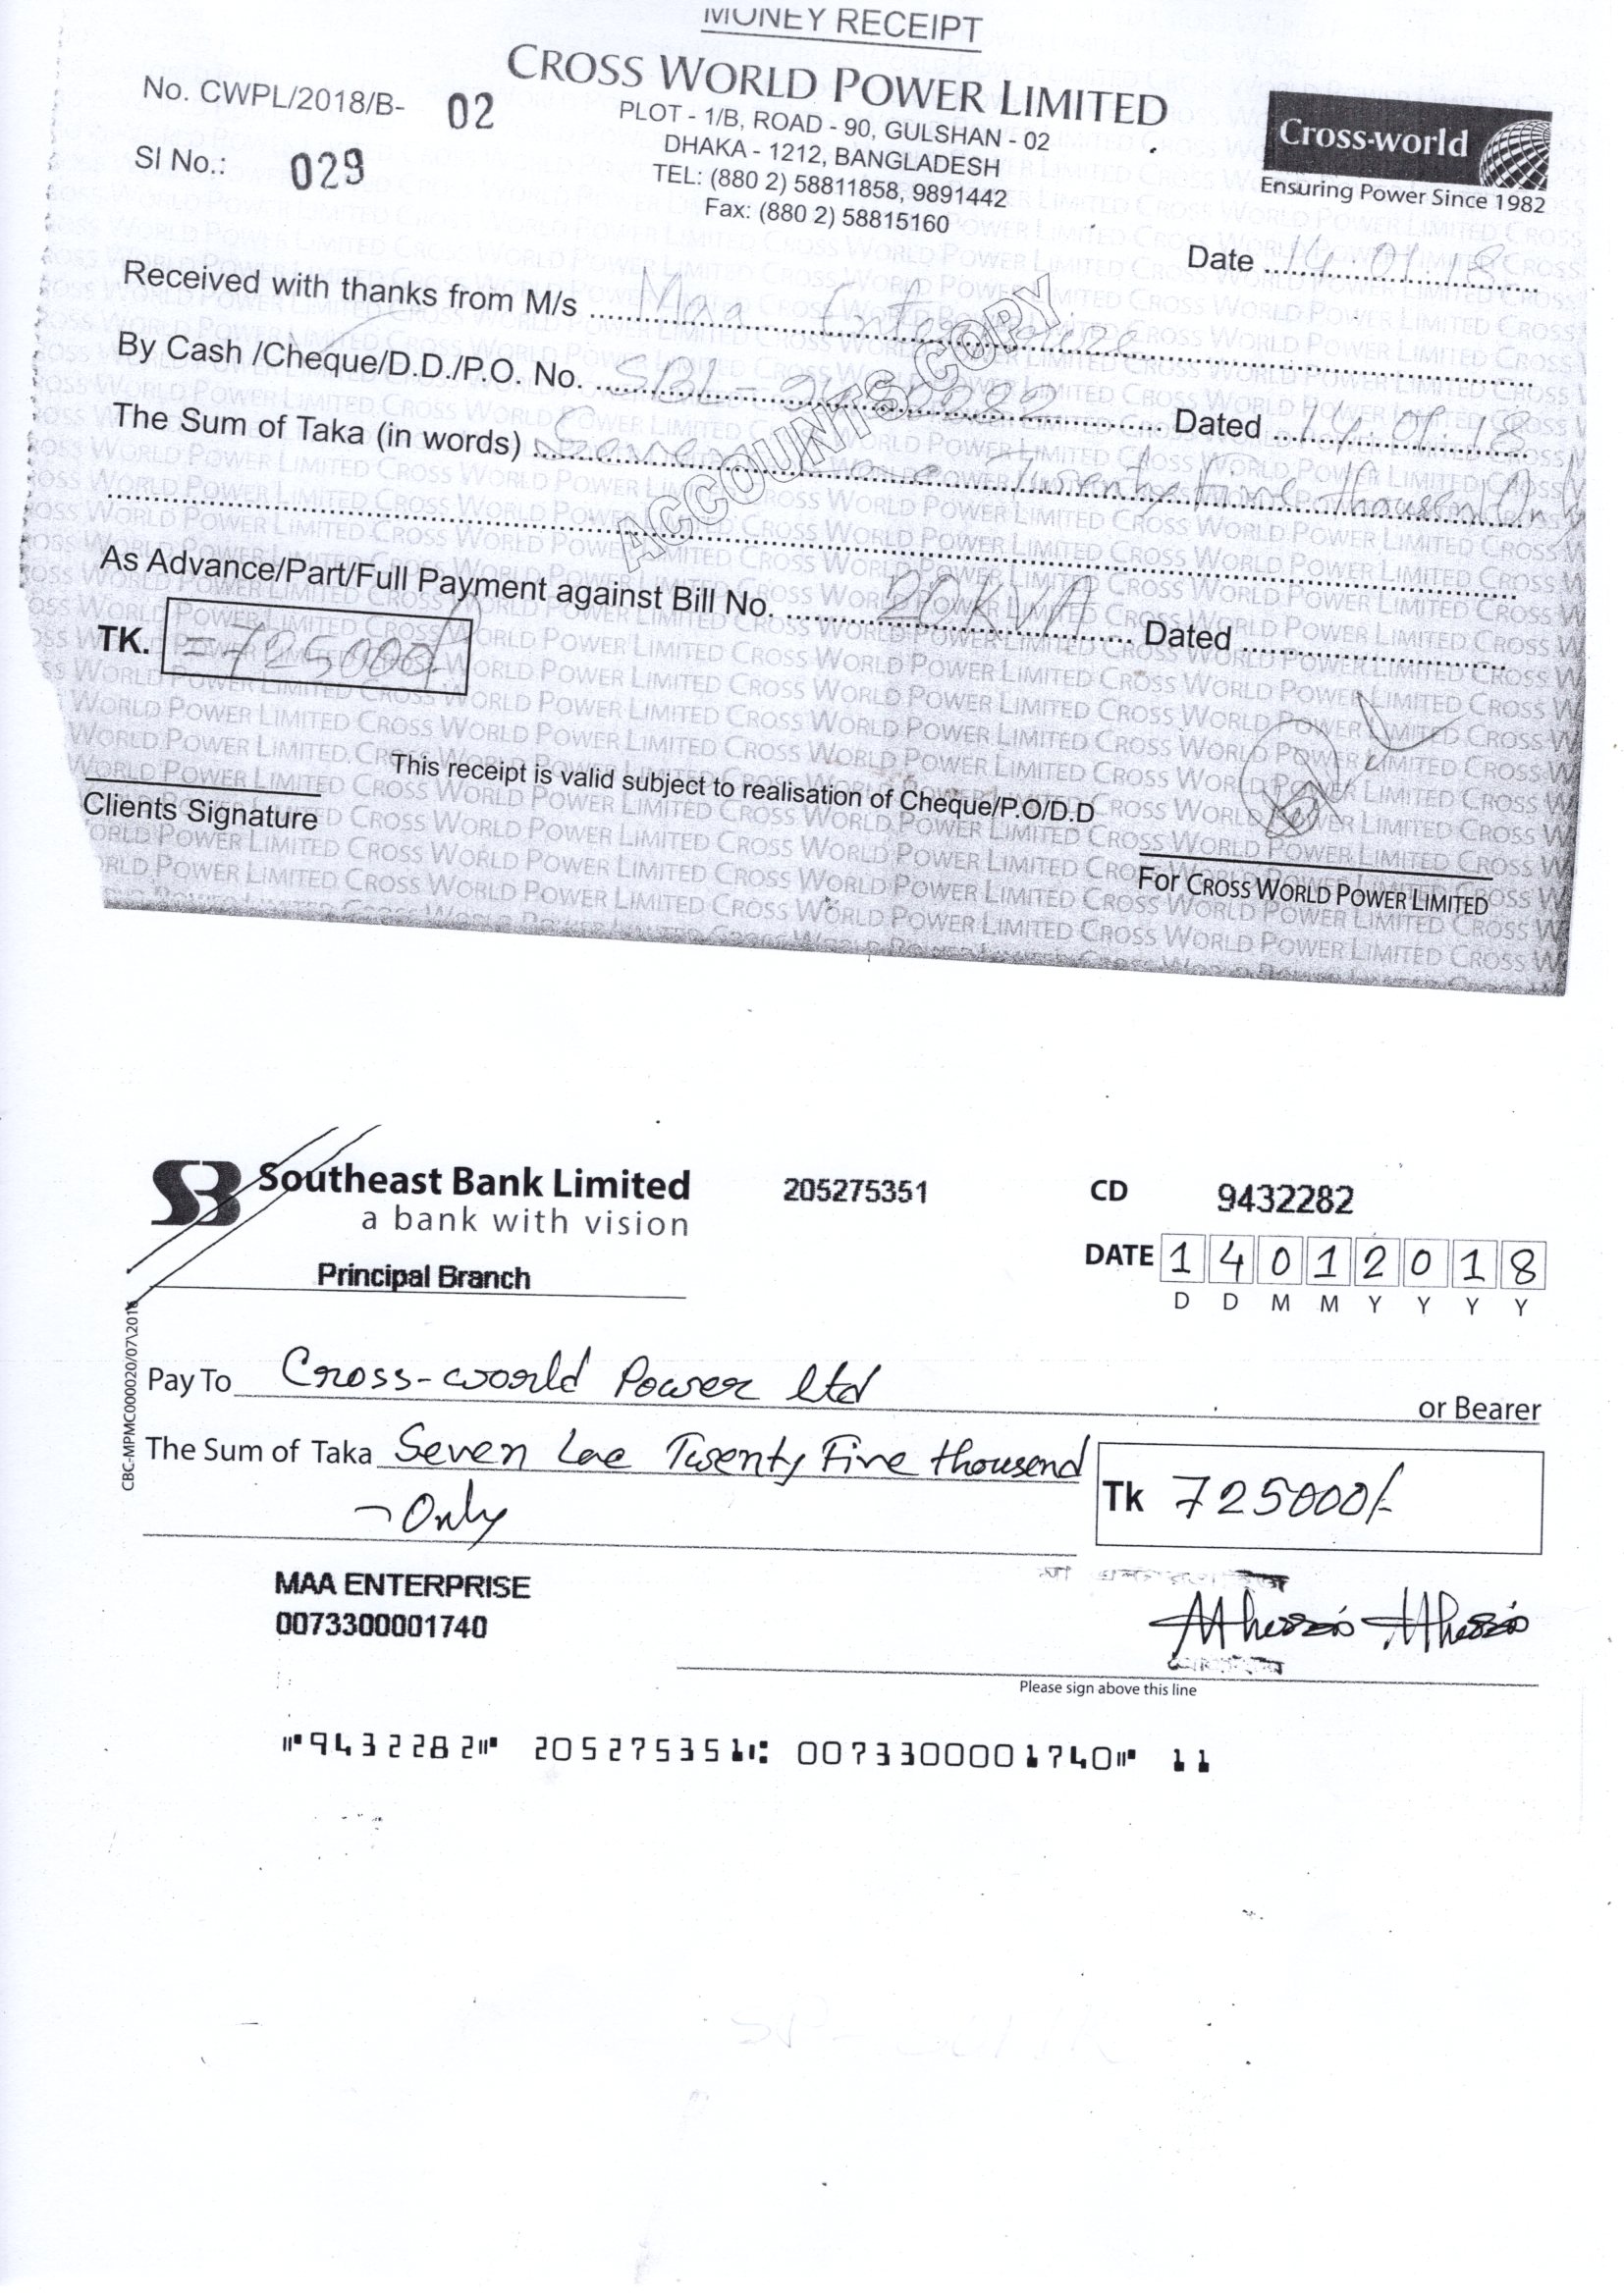 MONEY RECEIPT
CROSS WORLD POWER LIMITED
No. CWPL/2018/B- 02
PLOT - 1/B, ROAD - 90, GULSHAN - 02
DHAKA - 1212, BANGLADESH
Sl No.: 029
TEL: (880 2) 58811858, 9891442
Fax: (880 2) 58815160
Cross-world
Ensuring Power Since 1982
Date 14.01.18
Received with thanks from M/s Maa Enterprise
By Cash /Cheque/D.D./P.O. No. SIBL - Dated 14.01.18
The Sum of Taka (in words) Seven Twenty Five thousand Only
ACCOUNTS COPY
As Advance/Part/Full Payment against Bill No. 20KVA Dated
TK. =725000/
This receipt is valid subject to realisation of Cheque/P.O/D.D
Clients Signature
For CROSS WORLD POWER LIMITED
SB Southeast Bank Limited 205275351 CD 9432282
a bank with vision
DATE 14012018
Principal Branch
D D M M Y Y Y Y
CBC-MPMC000020/07\2016
Pay To Cross-world Power ltd or Bearer
The Sum of Taka Seven Lac Twenty Five thousend
- Only
Tk 725000/-
MAA ENTERPRISE
0073300001740
Please sign above this line
⑈9432282⑈ 205275351⑆ 0073300001740⑈ 11